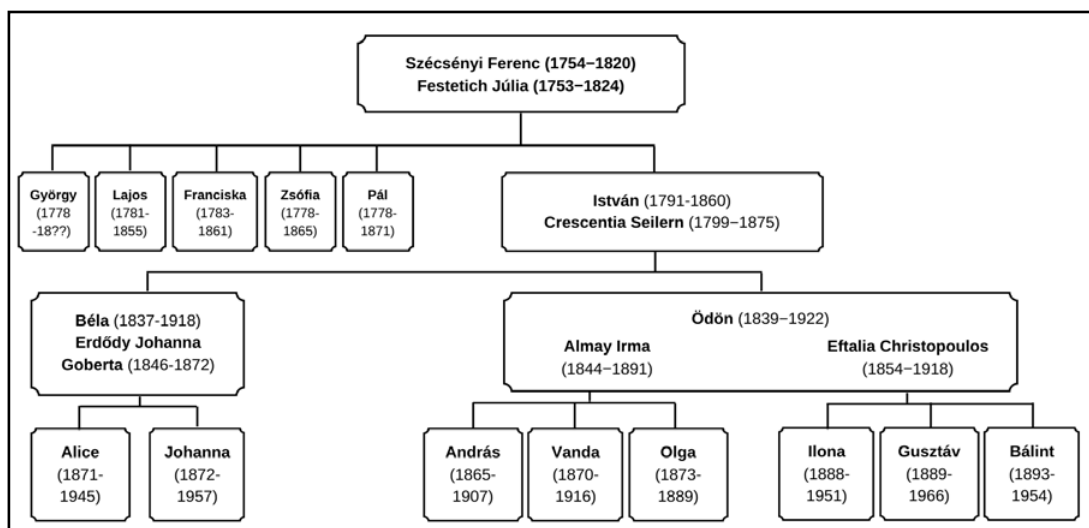 Szécsényi Ferenc (1754−1820)
Festetich Júlia (1753−1824)
György
(1778
-18??)
Lajos
(1781-
1855)
Franciska
(1783-
1861)
Zsófia
(1778-
1865)
Pál
(1778-
1871)
István (1791-1860)
Crescentia Seilern (1799−1875)
Béla (1837-1918)
Erdődy Johanna
Goberta (1846-1872)
Ödön (1839−1922)
Almay Irma
(1844−1891)
Eftalia Christopoulos
(1854−1918)
Alice
(1871-
1945)
Johanna
(1872-
1957)
András
(1865-
1907)
Vanda
(1870-
1916)
Olga
(1873-
1889)
Ilona
(1888-
1951)
Gusztáv
(1889-
1966)
Bálint
(1893-
1954)